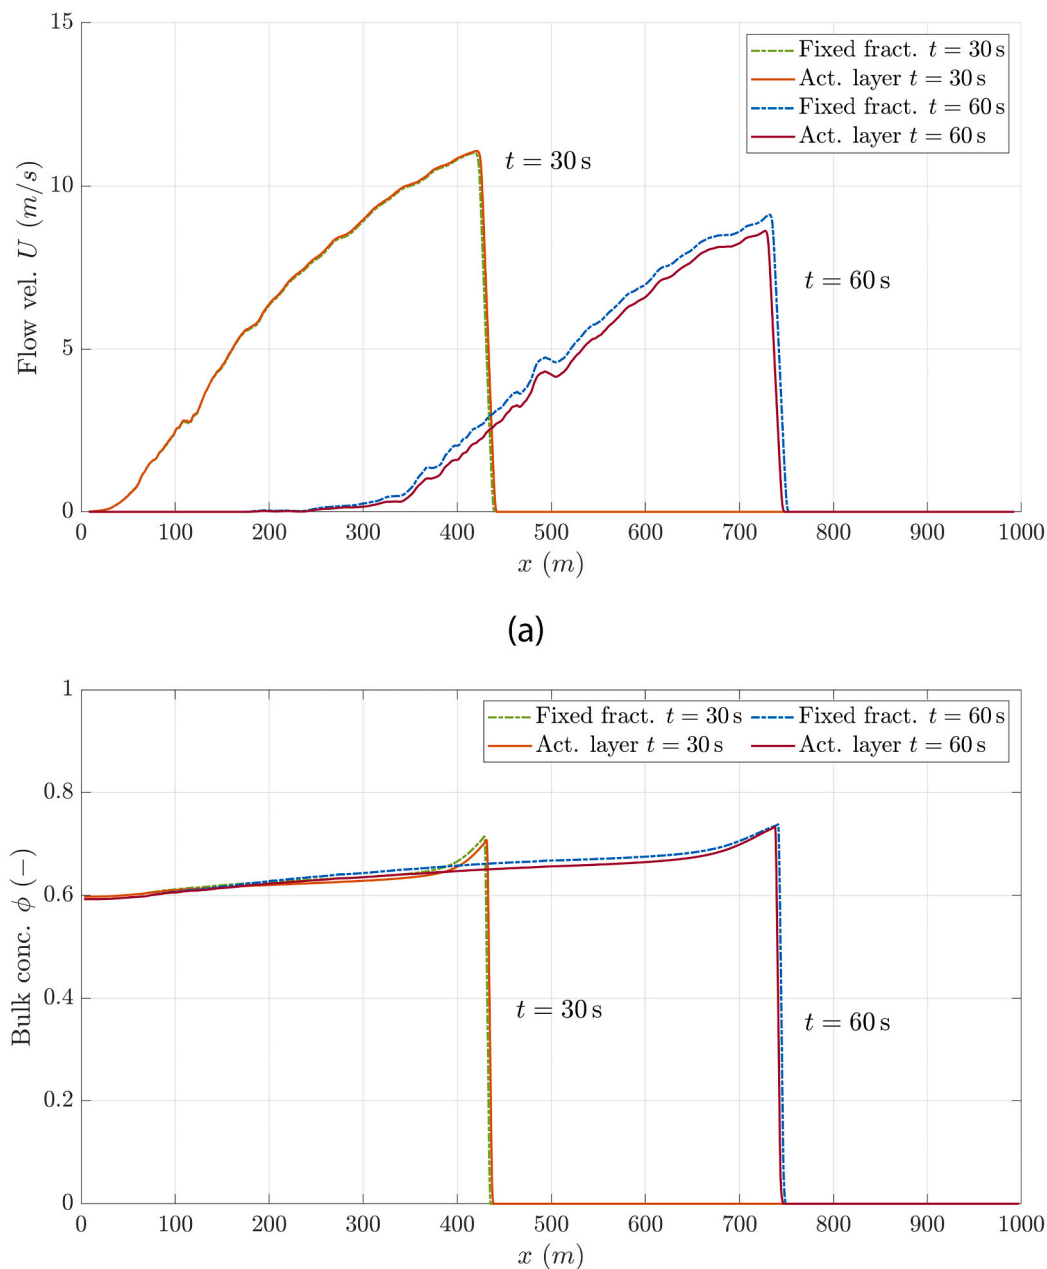 15
10
5
0
Flow vel. U (m/s)
Fixed fract. t = 30 s
Act. layer t = 30 s
Fixed fract. t = 60 s
Act. layer t = 60 s
t = 30 s
t = 60 s
0 100 200 300 400 500 600 700 800 900 1000
x (m)
(a)
1
0.8
0.6
0.4
0.2
0
Bulk conc. ϕ (−)
Fixed fract. t = 30 s Fixed fract. t = 60 s
Act. layer t = 30 s Act. layer t = 60 s
t = 30 s
t = 60 s
0 100 200 300 400 500 600 700 800 900 1000
x (m)